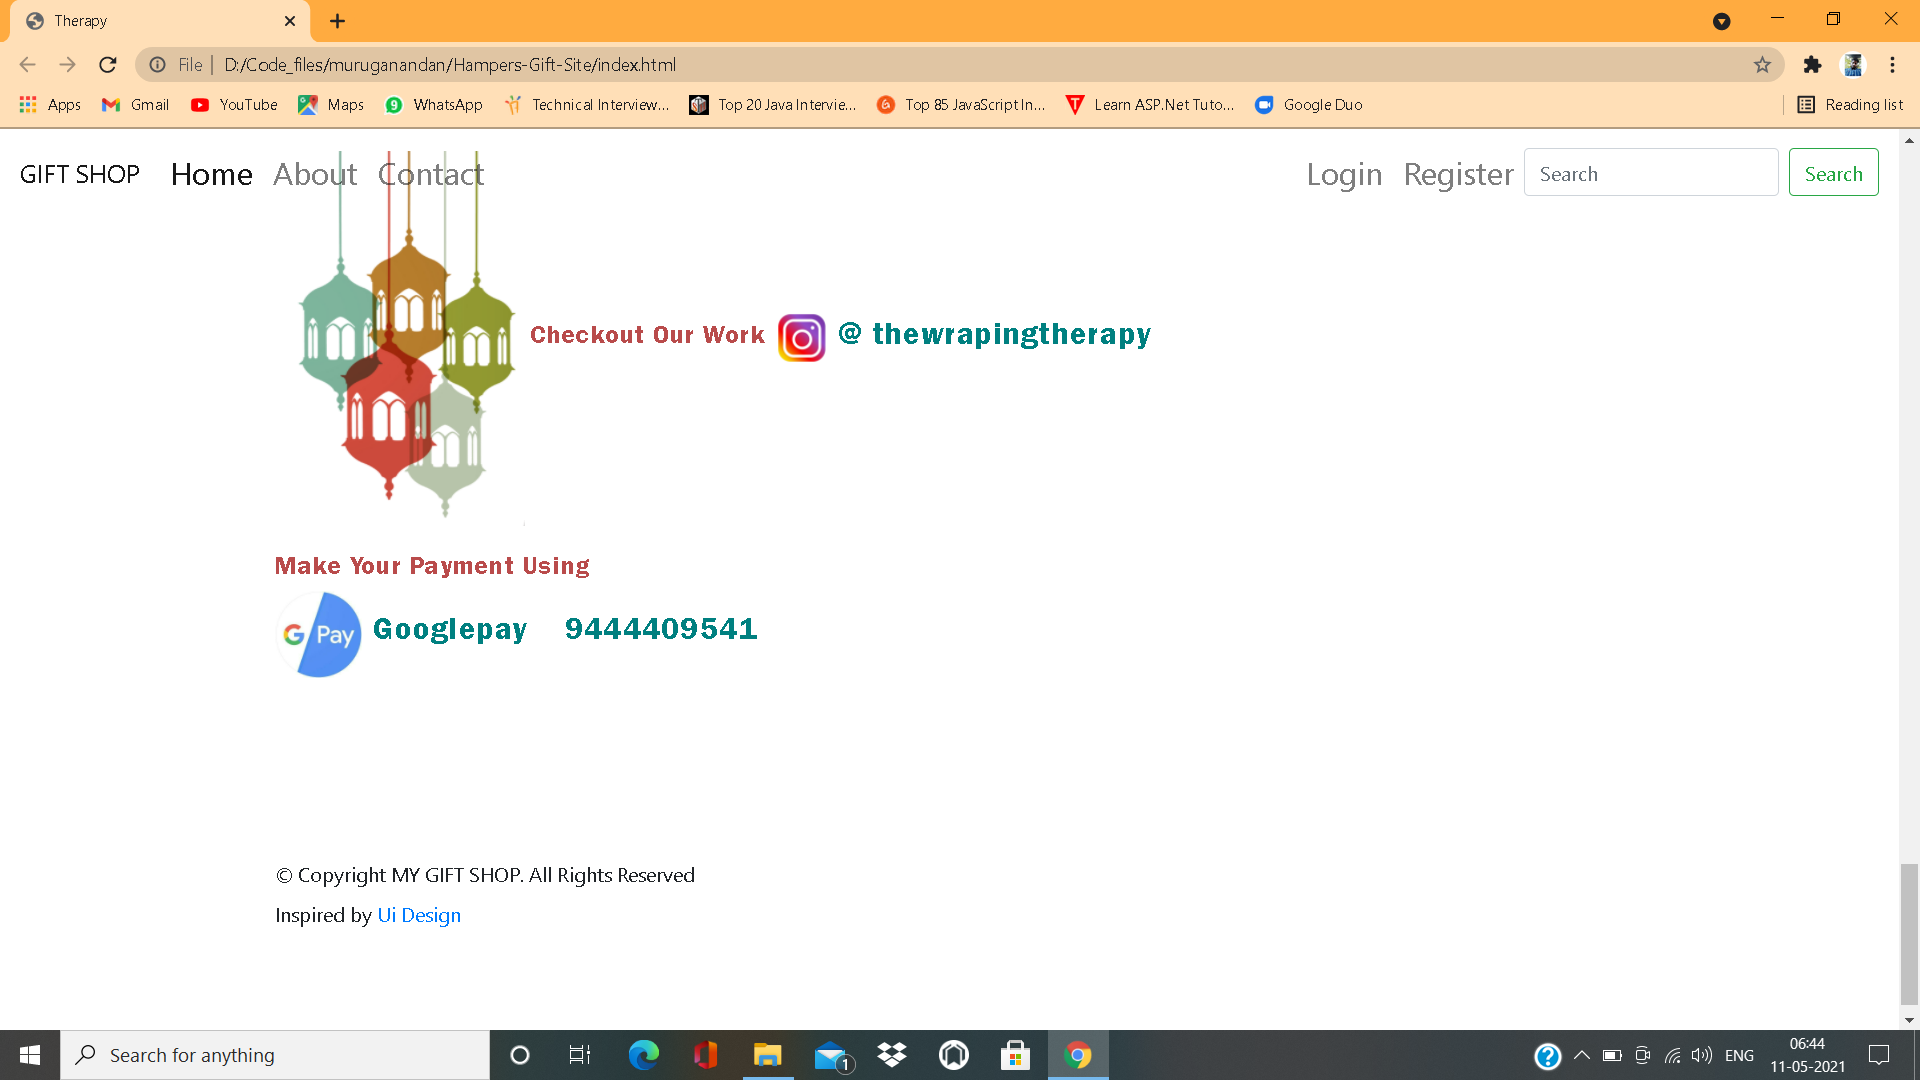 Therapy
File | D:/Code_files/muruganandan/Hampers-Gift-Site/index.html
Apps Gmail YouTube Maps 9 WhatsApp Technical Interview... Top 20 Java Intervie... Top 85 JavaScript In... Learn ASP.Net Tuto... Google Duo Reading list
GIFT SHOP Home About Contact Login Register Search Search
Checkout Our Work @ thewrapingtherapy
Make Your Payment Using
G Pay Googlepay 9444409541
© Copyright MY GIFT SHOP. All Rights Reserved
Inspired by Ui Design
Search for anything 1 ENG 06:44
11-05-2021